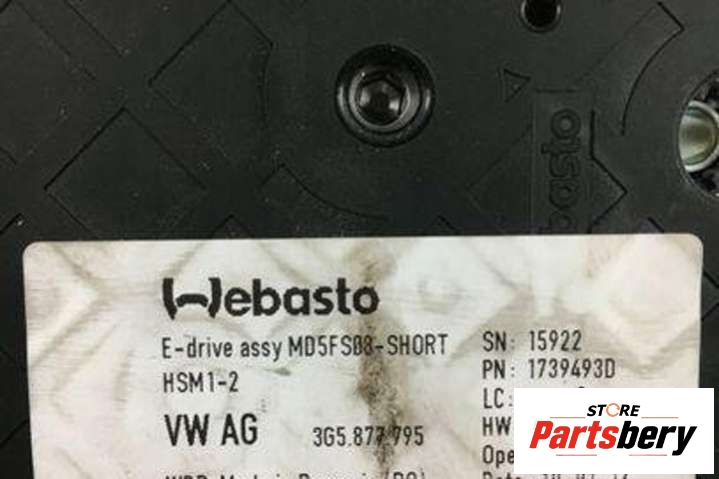 basto
Webasto
E-drive assy MD5FS08-SHORT
HSM1-2
VW AG 3G5.877.795
SN: 15922
PN: 1739493D
LC:
HW
Ope
STORE
Partsbery